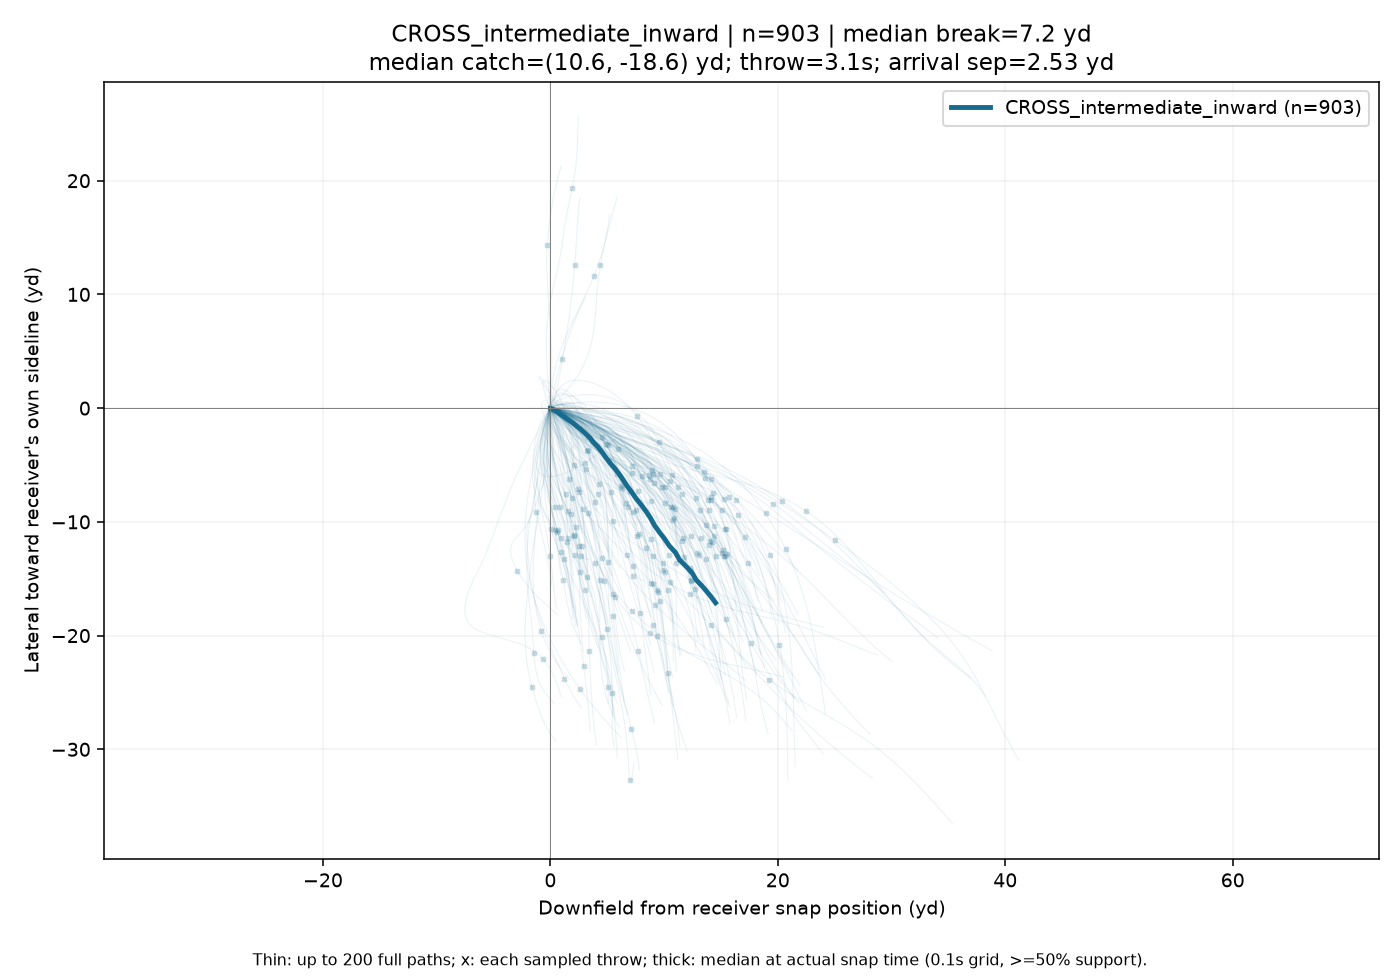 CROSS_intermediate_inward | n=903 | median break=7.2 yd
median catch=(10.6, -18.6) yd; throw=3.1s; arrival sep=2.53 yd
CROSS_intermediate_inward (n=903)
Lateral toward receiver's own sideline (yd)
20
10
0
−10
−20
−30
−20
0
20
40
60
Downfield from receiver snap position (yd)
Thin: up to 200 full paths; x: each sampled throw; thick: median at actual snap time (0.1s grid, >=50% support).